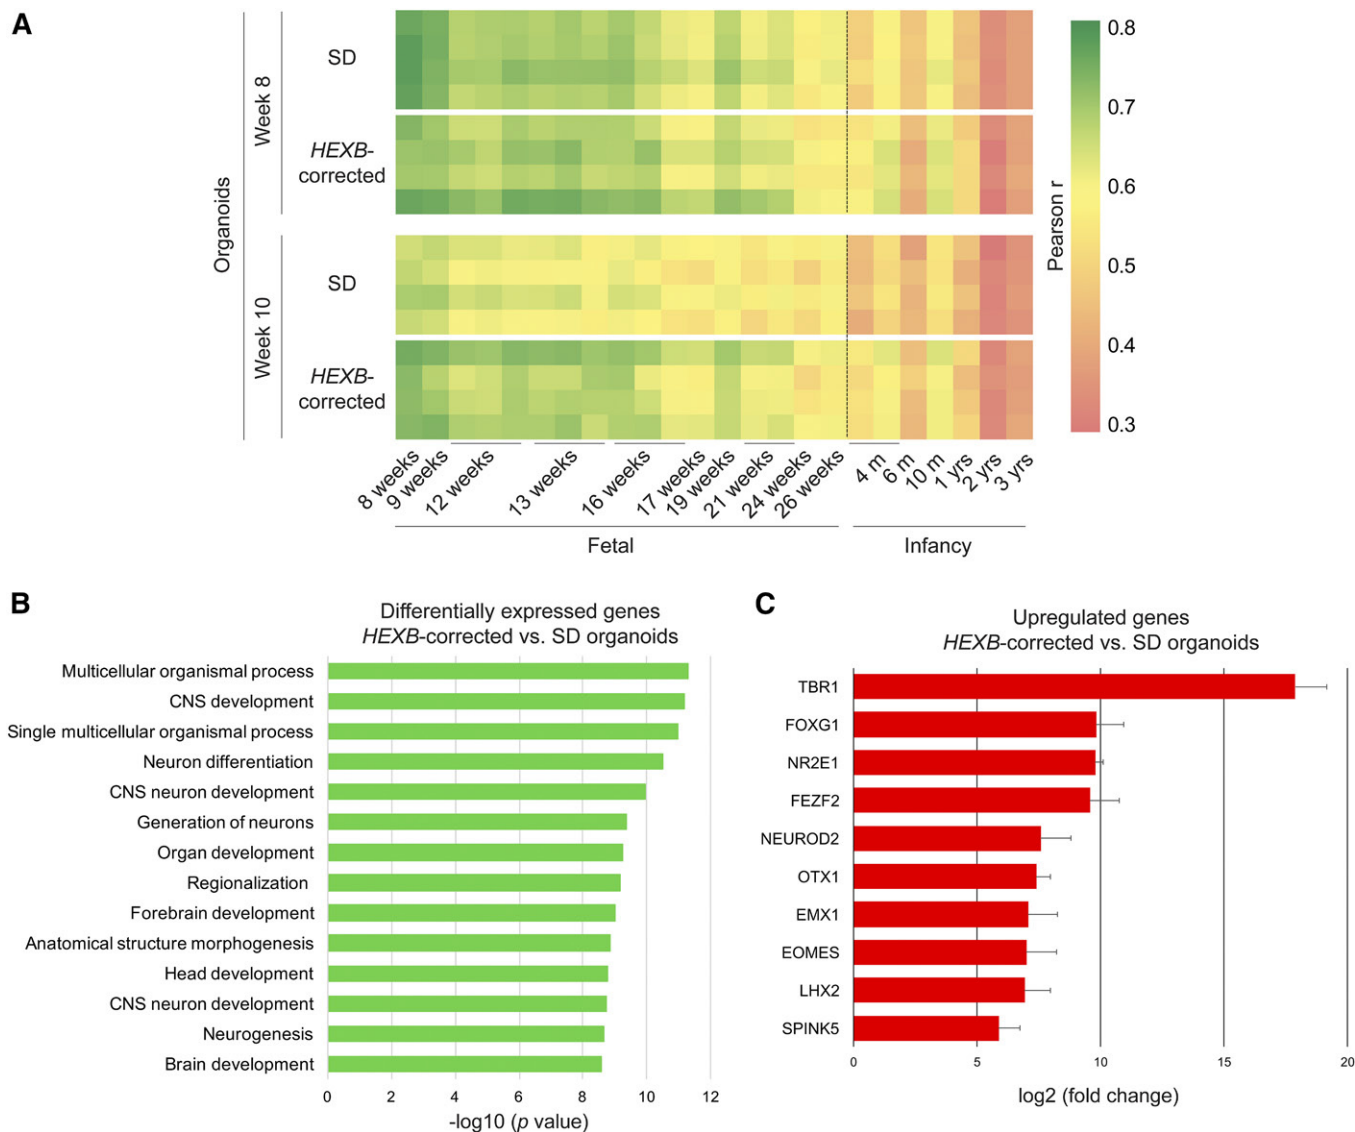 A
Organoids
Week 8
SD
HEXB-
corrected
Week 10
SD
HEXB-
corrected
0.8
0.7
0.6
0.5
0.4
0.3
Pearson r
8 weeks
9 weeks
12 weeks
13 weeks
16 weeks
17 weeks
19 weeks
21 weeks
24 weeks
26 weeks
4 m
6 m
10 m
1 yrs
2 yrs
3 yrs
Fetal
Infancy
B
Differentially expressed genes
HEXB-corrected vs. SD organoids
Multicellular organismal process
CNS development
Single multicellular organismal process
Neuron differentiation
CNS neuron development
Generation of neurons
Organ development
Regionalization
Forebrain development
Anatomical structure morphogenesis
Head development
CNS neuron development
Neurogenesis
Brain development
0 2 4 6 8 10 12
-log10 (p value)
C
Upregulated genes
HEXB-corrected vs. SD organoids
TBR1
FOXG1
NR2E1
FEZF2
NEUROD2
OTX1
EMX1
EOMES
LHX2
SPINK5
0 5 10 15 20
log2 (fold change)